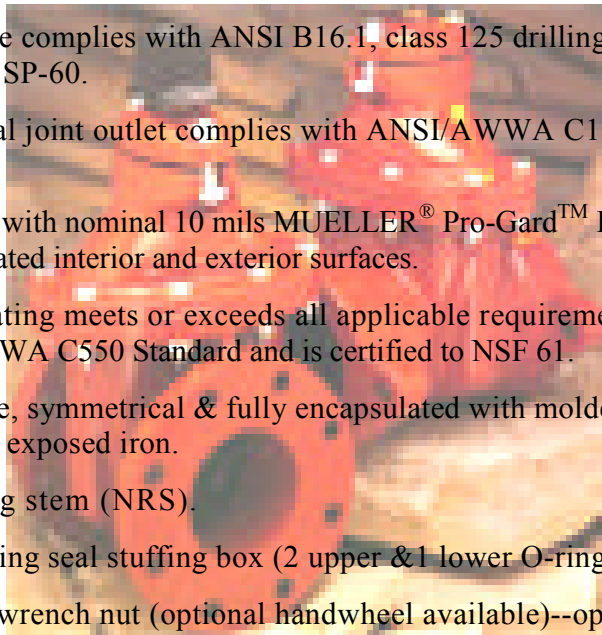 e complies with ANSI B16.1, class 125 drilling
SP-60.
al joint outlet complies with ANSI/AWWA C1
with nominal 10 mils MUELLER® Pro-Gard™
ated interior and exterior surfaces.
ating meets or exceeds all applicable requireme
WA C550 Standard and is certified to NSF 61.
e, symmetrical & fully encapsulated with molde
exposed iron.
g stem (NRS).
ing seal stuffing box (2 upper &1 lower O-ring
wrench nut (optional handwheel available)--op